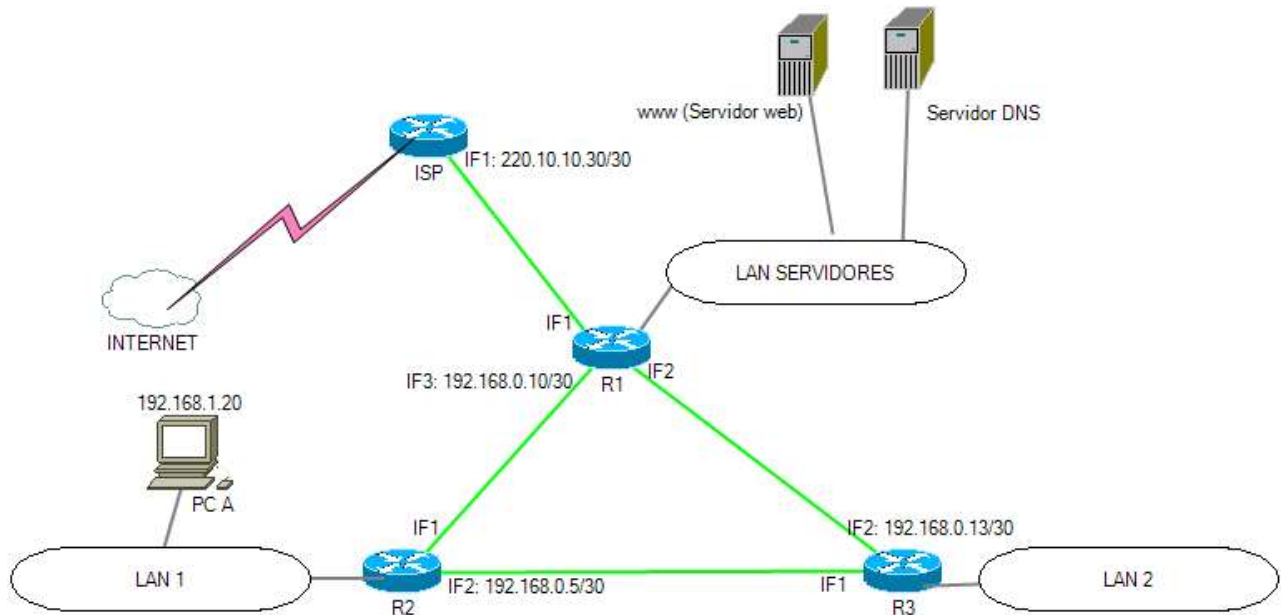 www (Servidor web)
Servidor DNS
IF1: 220.10.10.30/30
ISP
LAN SERVIDORES
INTERNET
IF1
IF3: 192.168.0.10/30
R1
IF2
192.168.1.20
PC A
IF1
IF2: 192.168.0.13/30
LAN 1
IF2: 192.168.0.5/30
R2
IF1
R3
LAN 2